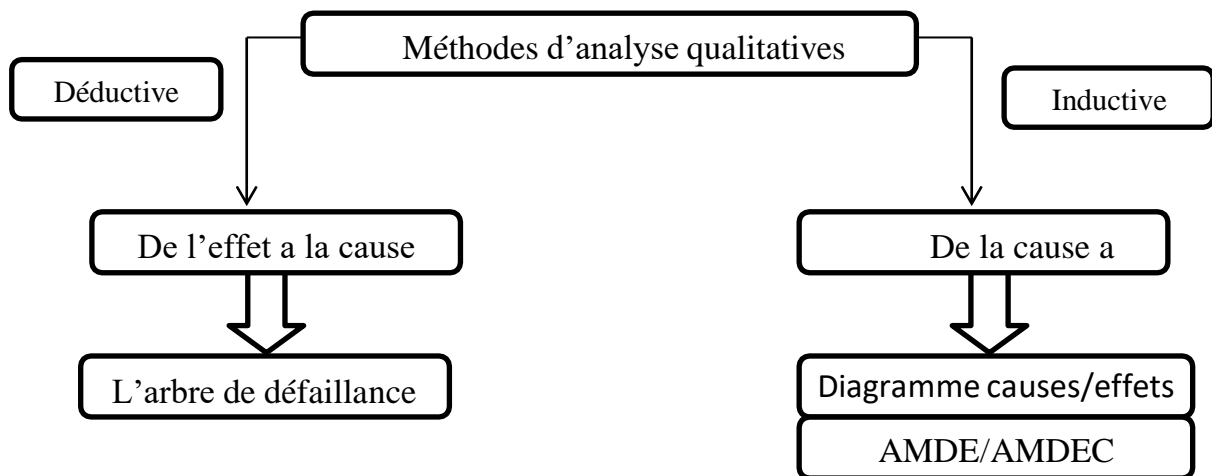 Méthodes d’analyse qualitatives
Déductive
Inductive
De l’effet a la cause
De la cause a
L’arbre de défaillance
Diagramme causes/effets
AMDE/AMDEC